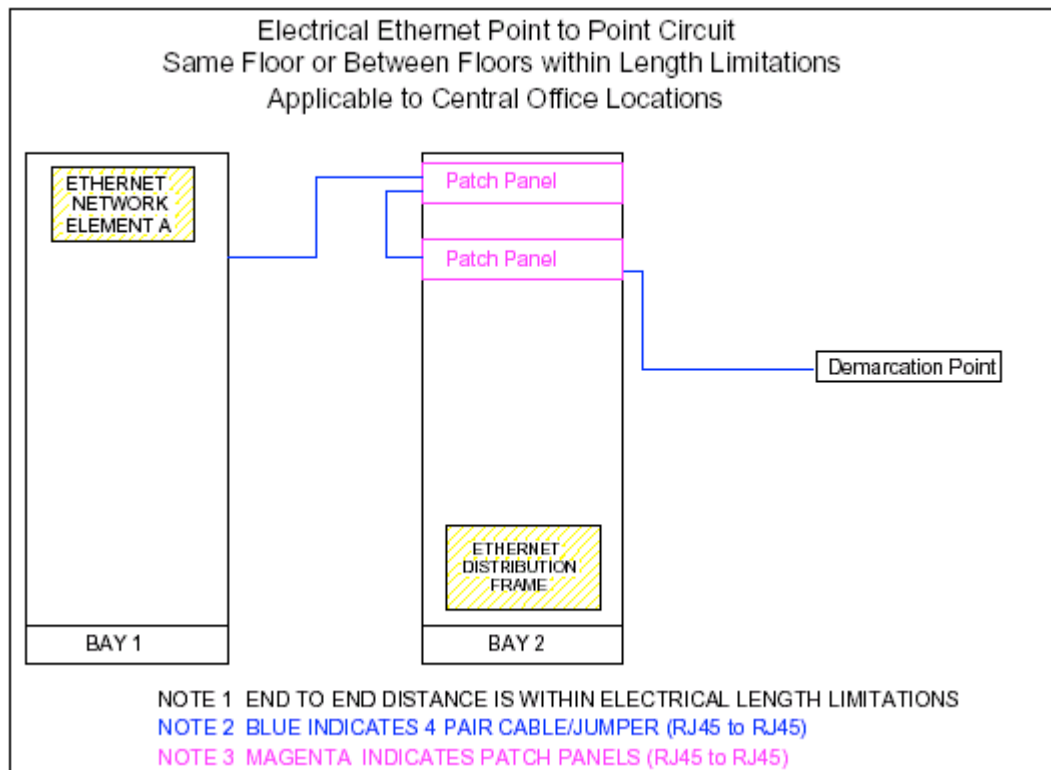 Electrical Ethernet Point to Point Circuit
Same Floor or Between Floors within Length Limitations
Applicable to Central Office Locations
ETHERNET
NETWORK
ELEMENT A
Patch Panel
Patch Panel
Demarcation Point
ETHERNET
DISTRIBUTION
FRAME
BAY 1
BAY 2
NOTE 1 END TO END DISTANCE IS WITHIN ELECTRICAL LENGTH LIMITATIONS
NOTE 2 BLUE INDICATES 4 PAIR CABLE/JUMPER (RJ45 to RJ45)
NOTE 3 MAGENTA INDICATES PATCH PANELS (RJ45 to RJ45)